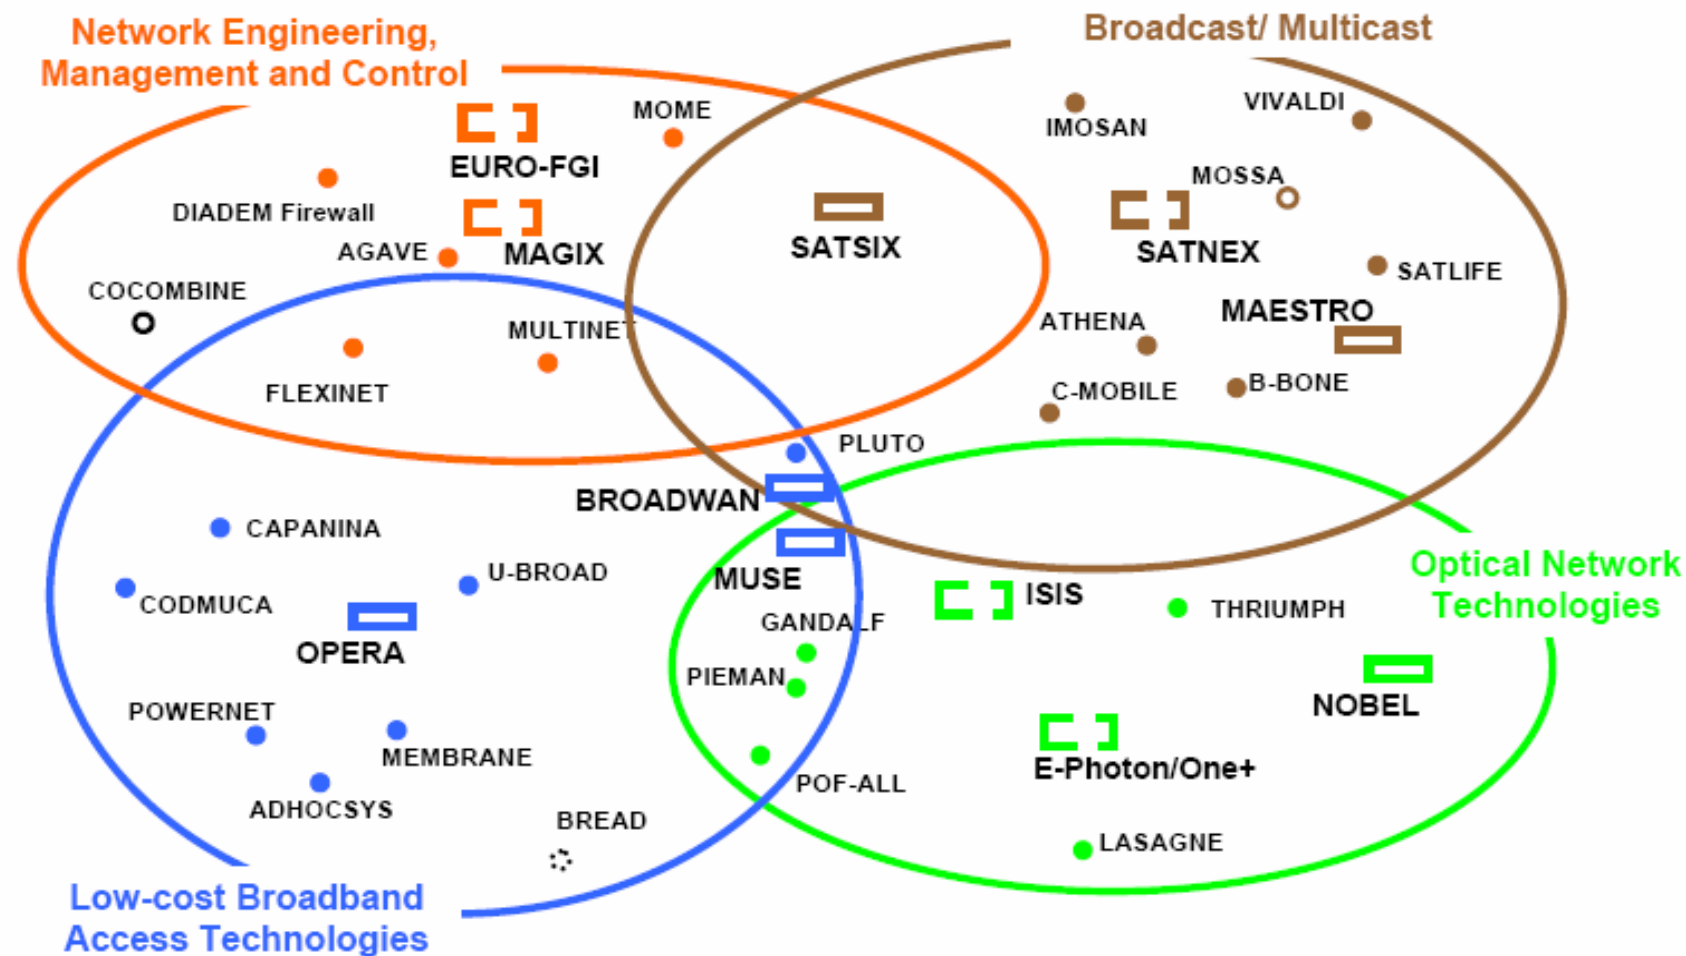 Network Engineering,
Management and Control
Broadcast/ Multicast
MOME
IMOSAN
VIVALDI
EURO-FGI
MOSSA
DIADEM Firewall
AGAVE
MAGIX
SATSIX
SATNEX
SATLIFE
COCOMBINE
MULTINET
ATHENA
MAESTRO
FLEXINET
C-MOBILE
B-BONE
PLUTO
BROADWAN
CAPANINA
U-BROAD
MUSE
CODMUCA
ISIS
THRIUMPH
Optical Network
Technologies
GANDALF
OPERA
PIEMAN
NOBEL
POWERNET
MEMBRANE
E-Photon/One+
POF-ALL
ADHOCSYS
BREAD
LASAGNE
Low-cost Broadband
Access Technologies